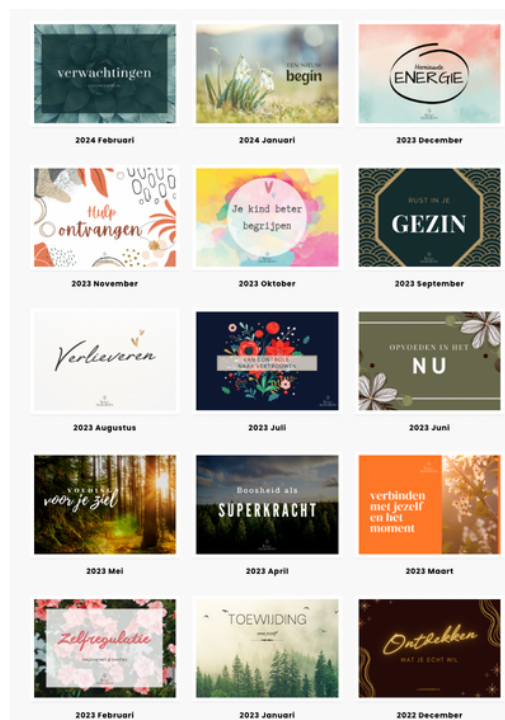 verwachtingen
EEN NIEUW
begin
Hernieuwde
ENERGIE
2024 Februari
2024 Januari
2023 December
Hulp
ontvangen
Je kind beter
begrijpen
RUST IN JE
GEZIN
2023 November
2023 Oktober
2023 September
Verlieveren
VAN CONTROLE
NAAR VERTROUWEN
OPVOEDEN IN HET
NU
2023 Augustus
2023 Juli
2023 Juni
VOEDING
voor je ziel
Boosheid als
SUPERKRACHT
verbinden
met jezelf
en het
moment
2023 Mei
2023 April
2023 Maart
Zelfregulatie
TOEWIJDING
aan jezelf
Ontdekken
WAT JE ECHT WIL
2023 Februari
2023 Januari
2022 December